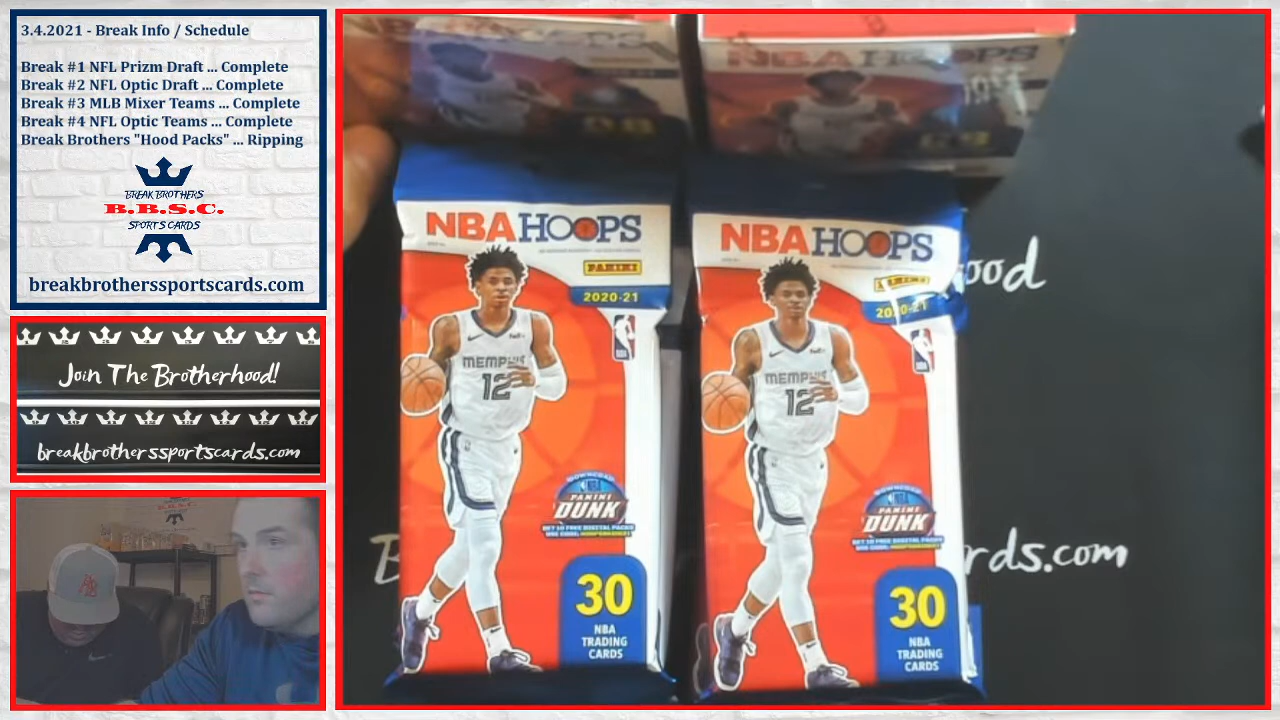 3.4.2021 - Break Info / Schedule
Break #1 NFL Prizm Draft ... Complete
Break #2 NFL Optic Draft ... Complete
Break #3 MLB Mixer Teams ... Complete
Break #4 NFL Optic Teams ... Complete
Break Brothers "Hood Packs" ... Ripping
BREAK BROTHERS
B.B.S.C.
SPORTS CARDS
breakbrotherssportscards.com
Join The Brotherhood!
breakbrotherssportscards.com
NBA HOOPS
NBA HOOPS
PANINI
2020-21
MEMPHIS
12
PANINI
DUNK
30
NBA
TRADING
CARDS
NBA HOOPS
PANINI
2020-21
MEMPHIS
12
PANINI
DUNK
30
NBA
TRADING
CARDS
ood
rds.com